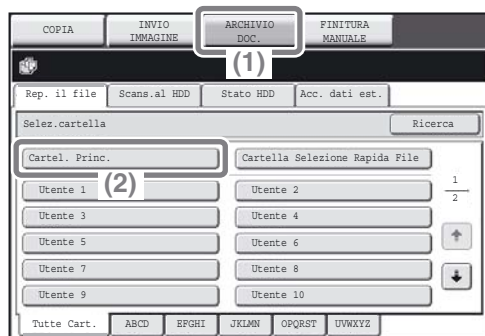 COPIA
INVIO
IMMAGINE
ARCHIVIO
DOC.
FINITURA
MANUALE
(1)
Rep. il file
Scans.al HDD
Stato HDD
Acc. dati est.
Selez.cartella
Ricerca
Cartel. Princ.
Cartella Selezione Rapida File
(2)
Utente 1
Utente 2
1
2
Utente 3
Utente 4
Utente 5
Utente 6
Utente 7
Utente 8
Utente 9
Utente 10
Tutte Cart.
ABCD
EFGHI
JKLMN
OPQRST
UVWXYZ